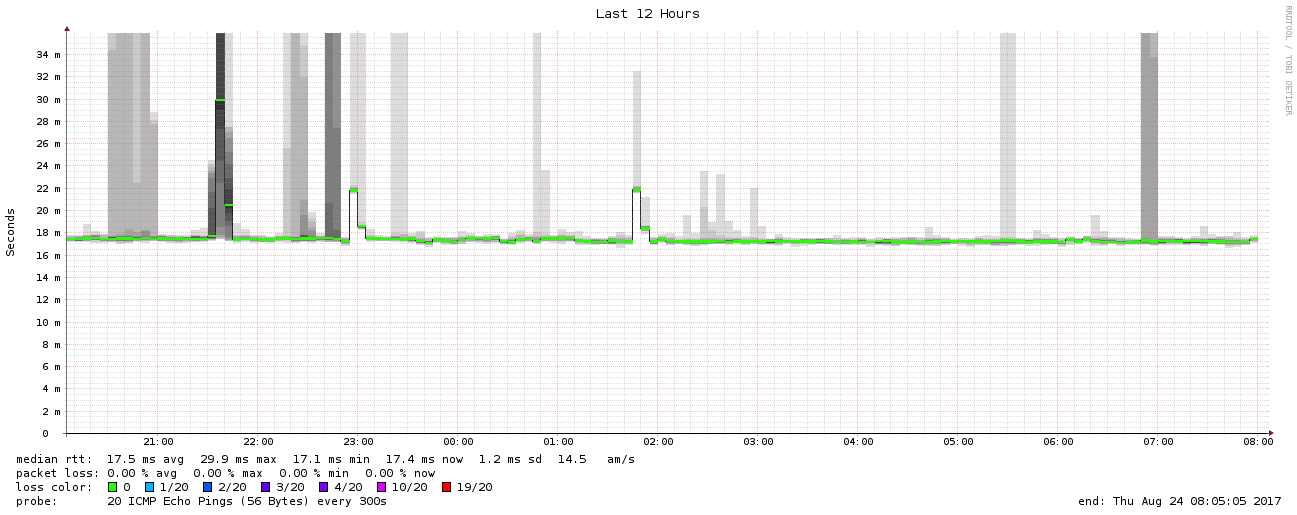 Last 12 Hours
RRDTOOL / TOBI OETIKER
Seconds
34 m
32 m
30 m
28 m
26 m
24 m
22 m
20 m
18 m
16 m
14 m
12 m
10 m
8 m
6 m
4 m
2 m
0
21:00 22:00 23:00 00:00 01:00 02:00 03:00 04:00 05:00 06:00 07:00 08:00
median rtt: 17.5 ms avg 29.9 ms max 17.1 ms min 17.4 ms now 1.2 ms sd 14.5 am/s
packet loss: 0.00 % avg 0.00 % max 0.00 % min 0.00 % now
loss color: 0 1/20 2/20 3/20 4/20 10/20 19/20
probe: 20 ICMP Echo Pings (56 Bytes) every 300s end: Thu Aug 24 08:05:05 2017